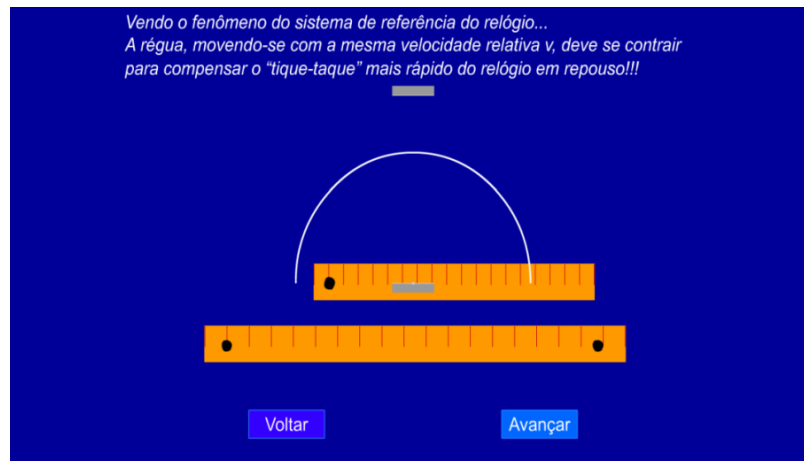 Vendo o fenômeno do sistema de referência do relógio...
A régua, movendo-se com a mesma velocidade relativa v, deve se contrair
para compensar o “tique-taque” mais rápido do relógio em repouso!!!
Voltar
Avançar